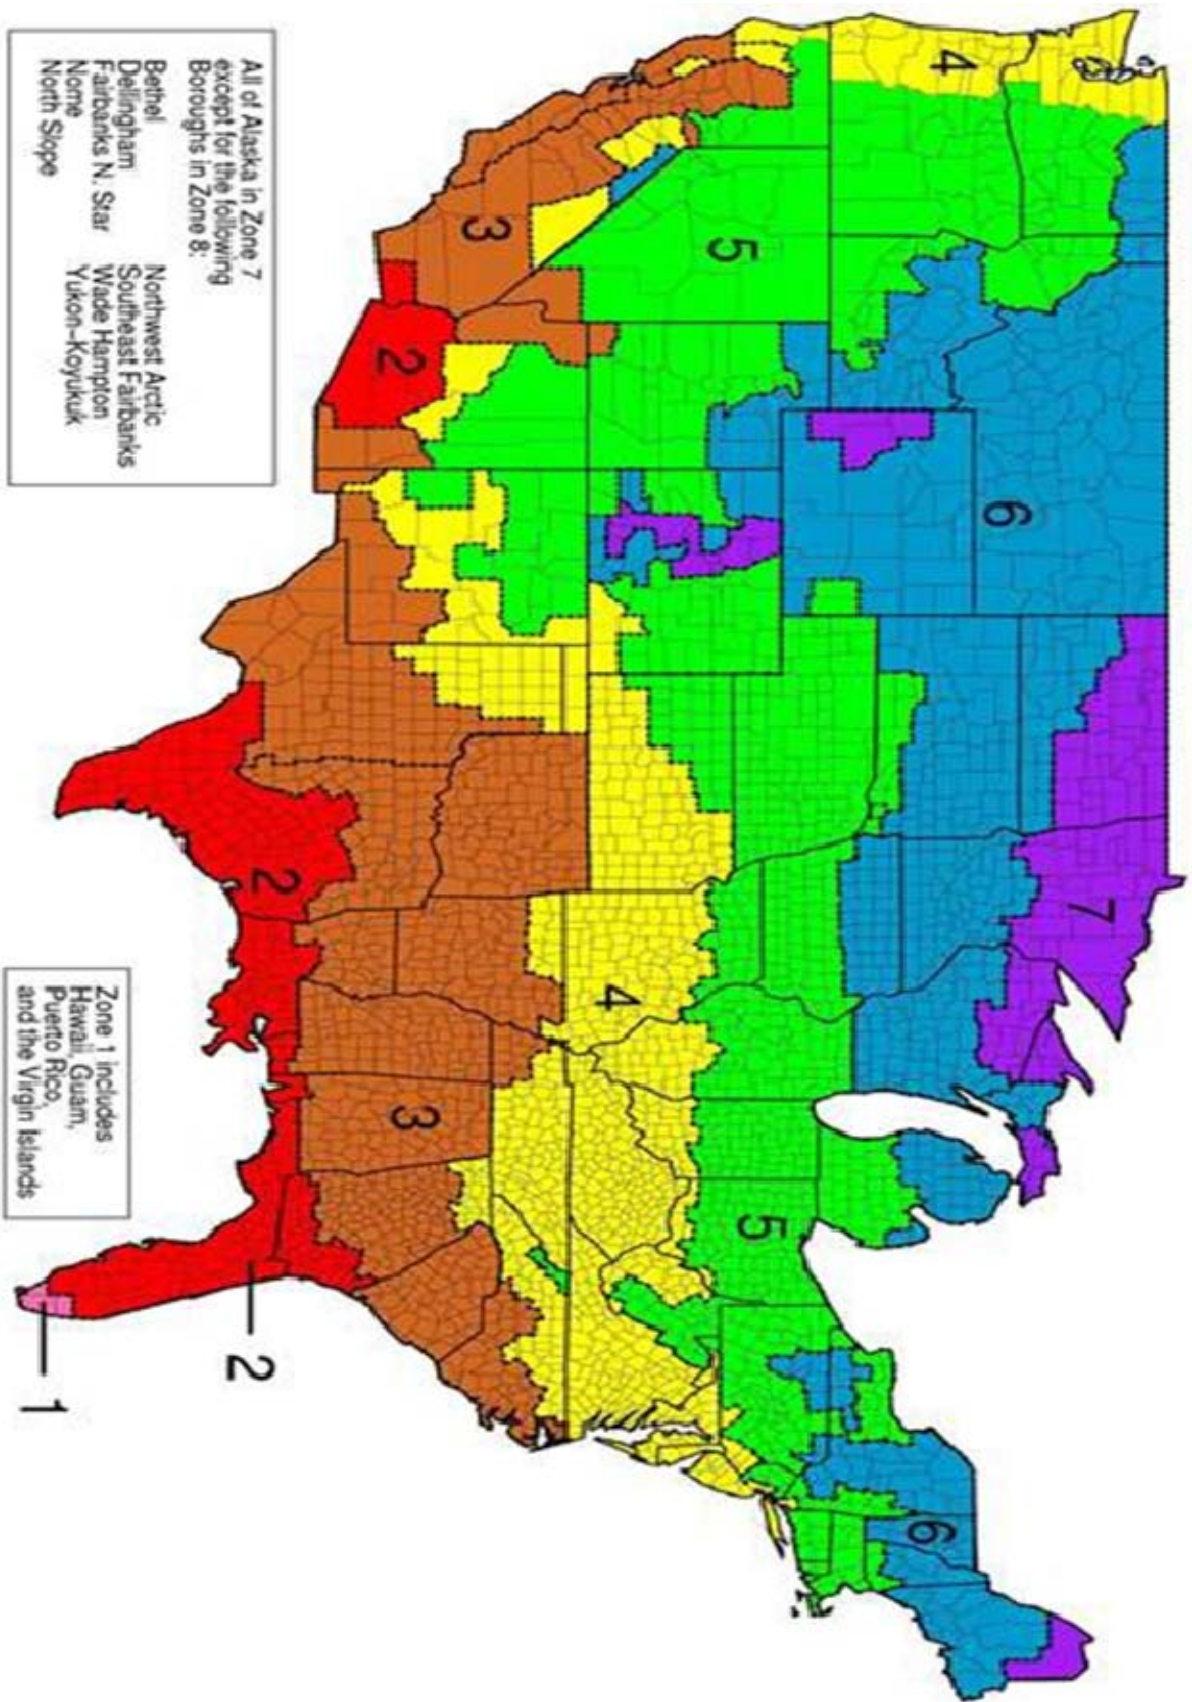 7
6
4
6
5
5
4
3
3
2
2
2
1
All of Alaska in Zone 7
except for the following
Boroughs in Zone 8:
Bethel Northwest Arctic
Dellingham Southeast Fairbanks
Fairbanks N. Star Wade Hampton
Nome Yukon-Koyukuk
North Slope
Zone 1 includes
Hawaii, Guam,
Puerto Rico,
and the Virgin Islands